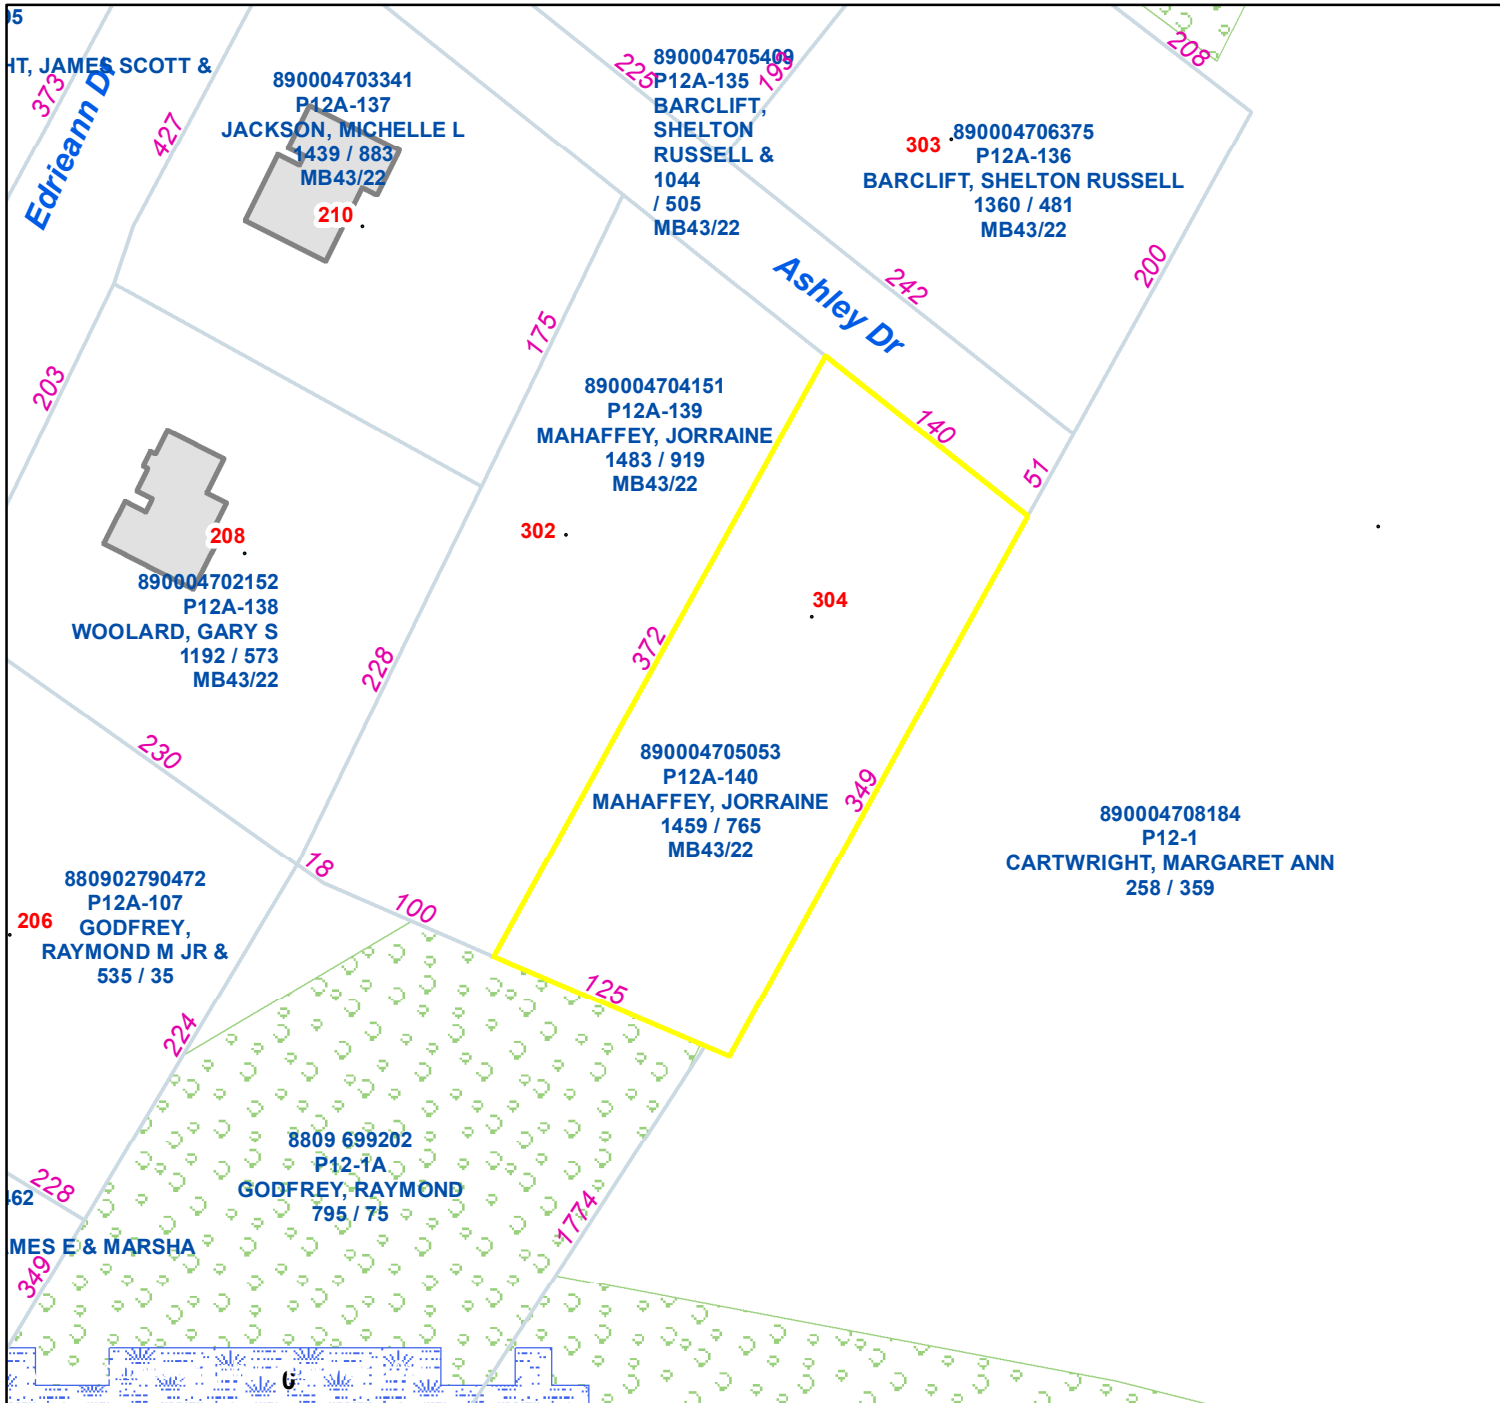 95
HT, JAMES SCOTT &
373
Edrieann Dr
427
890004703341
P12A-137
JACKSON, MICHELLE L
1439 / 883
MB43/22
210
225
890004705409
P12A-135
BARCLIFT,
SHELTON
RUSSELL &
1044
/ 505
MB43/22
199
208
303
890004706375
P12A-136
BARCLIFT, SHELTON RUSSELL
1360 / 481
MB43/22
200
242
Ashley Dr
175
203
890004704151
P12A-139
MAHAFFEY, JORRAINE
1483 / 919
MB43/22
140
51
302
208
890004702152
P12A-138
WOOLARD, GARY S
1192 / 573
MB43/22
304
372
228
230
890004705053
P12A-140
MAHAFFEY, JORRAINE
1459 / 765
MB43/22
349
890004708184
P12-1
CARTWRIGHT, MARGARET ANN
258 / 359
18
100
880902790472
P12A-107
GODFREY,
RAYMOND M JR &
535 / 35
206
125
224
8809 699202
P12-1A
GODFREY, RAYMOND
795 / 75
228
462
MES E & MARSHA
349
1774